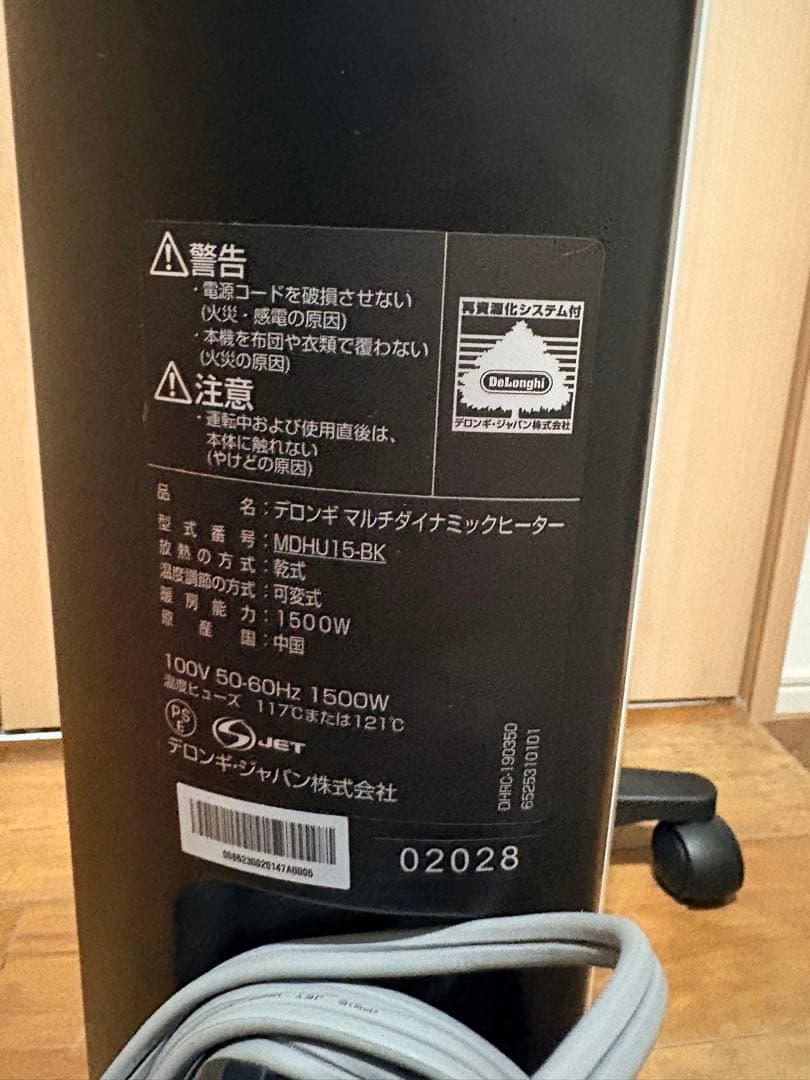 警告
・電源コードを破損させない
(火災・感電の原因)
・本機を布団や衣類で覆わない
(火災の原因)
注意
・運転中および使用直後は、
本体に触れない
(やけどの原因)
再資源化システム付
DeLonghi
デロンギ・ジャパン株式会社
品名：デロンギ マルチダイナミックヒーター
型式番号：MDHU15-BK
放熱の方式：乾式
温度調節の方式：可変式
暖房能力：1500W
原産国：中国
100V 50-60Hz 1500W
温度ヒューズ 117℃または121℃
PSE
JET
デロンギ・ジャパン株式会社
DHRC-190350
6525310101
02028